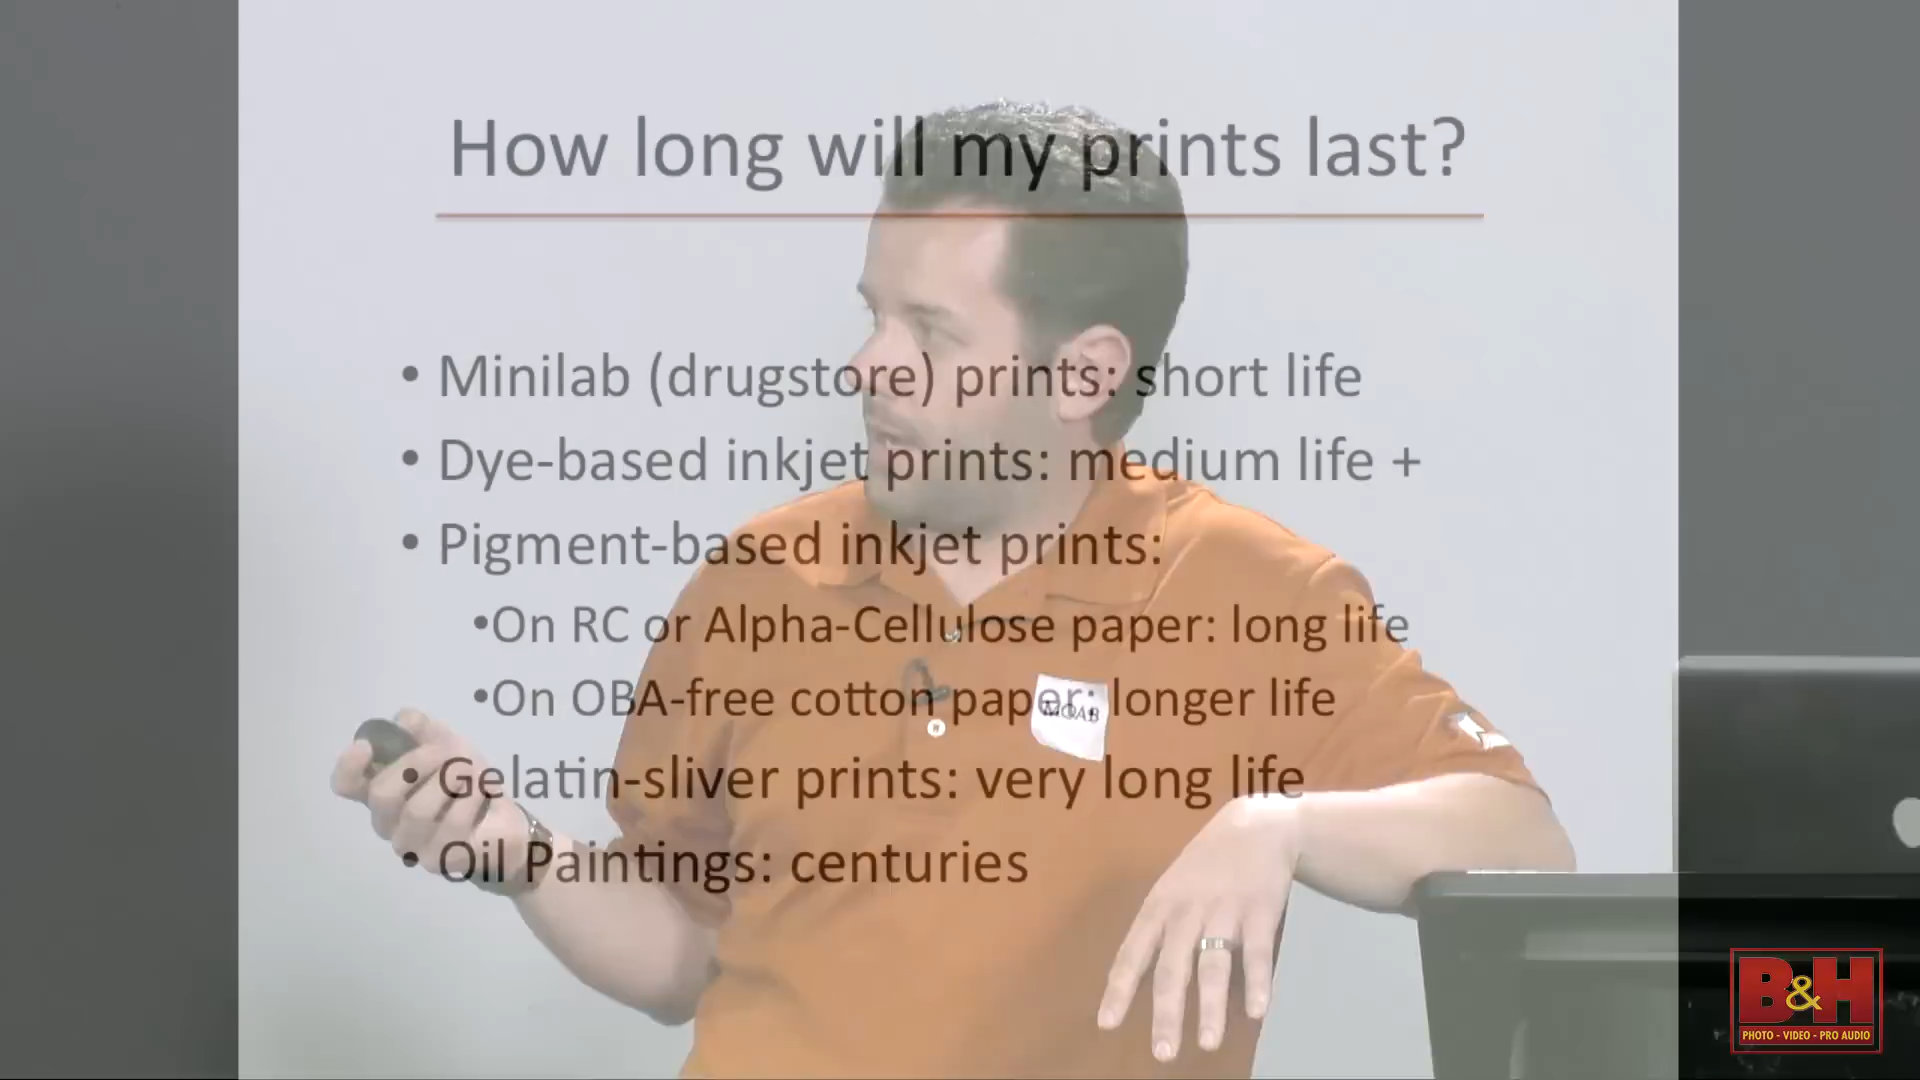 How long will my prints last?
• Minilab (drugstore) prints: short life
• Dye-based inkjet prints: medium life +
• Pigment-based inkjet prints:
•On RC or Alpha-Cellulose paper: long life
•On OBA-free cotton paper: longer life
MOAB
• Gelatin-sliver prints: very long life
• Oil Paintings: centuries
B&H
PHOTO - VIDEO - PRO AUDIO